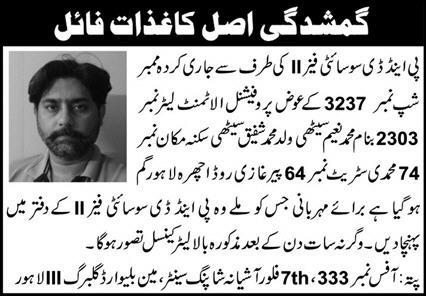 گمشدگی اصل کاغذات فائل
پی اینڈ ڈی سوسائٹی فیز II کی طرف سے جاری کردہ ممبر
شپ نمبر 3237 کے عوض پروفیشنل الاٹمنٹ لیٹر نمبر
2303 بنام محمد نعیم سیٹھی ولد محمد شفیق سیٹھی سکنہ مکان نمبر
74 محمدی سٹریٹ نمبر 64 پیر غازی روڈ اچھرہ لاہور گم
ہو گیا ہے برائے مہربانی جس کو ملے وہ پی اینڈ ڈی سوسائٹی فیز II کے دفتر میں
پہنچا دیں۔ وگرنہ سات دن کے بعد مذکورہ بالا لیٹر کینسل تصور ہوگا۔
پتہ: آفس نمبر 333، 7th فلور آشیانہ شاپنگ سینٹر، مین بلیوارڈ گلبرگ III لاہور